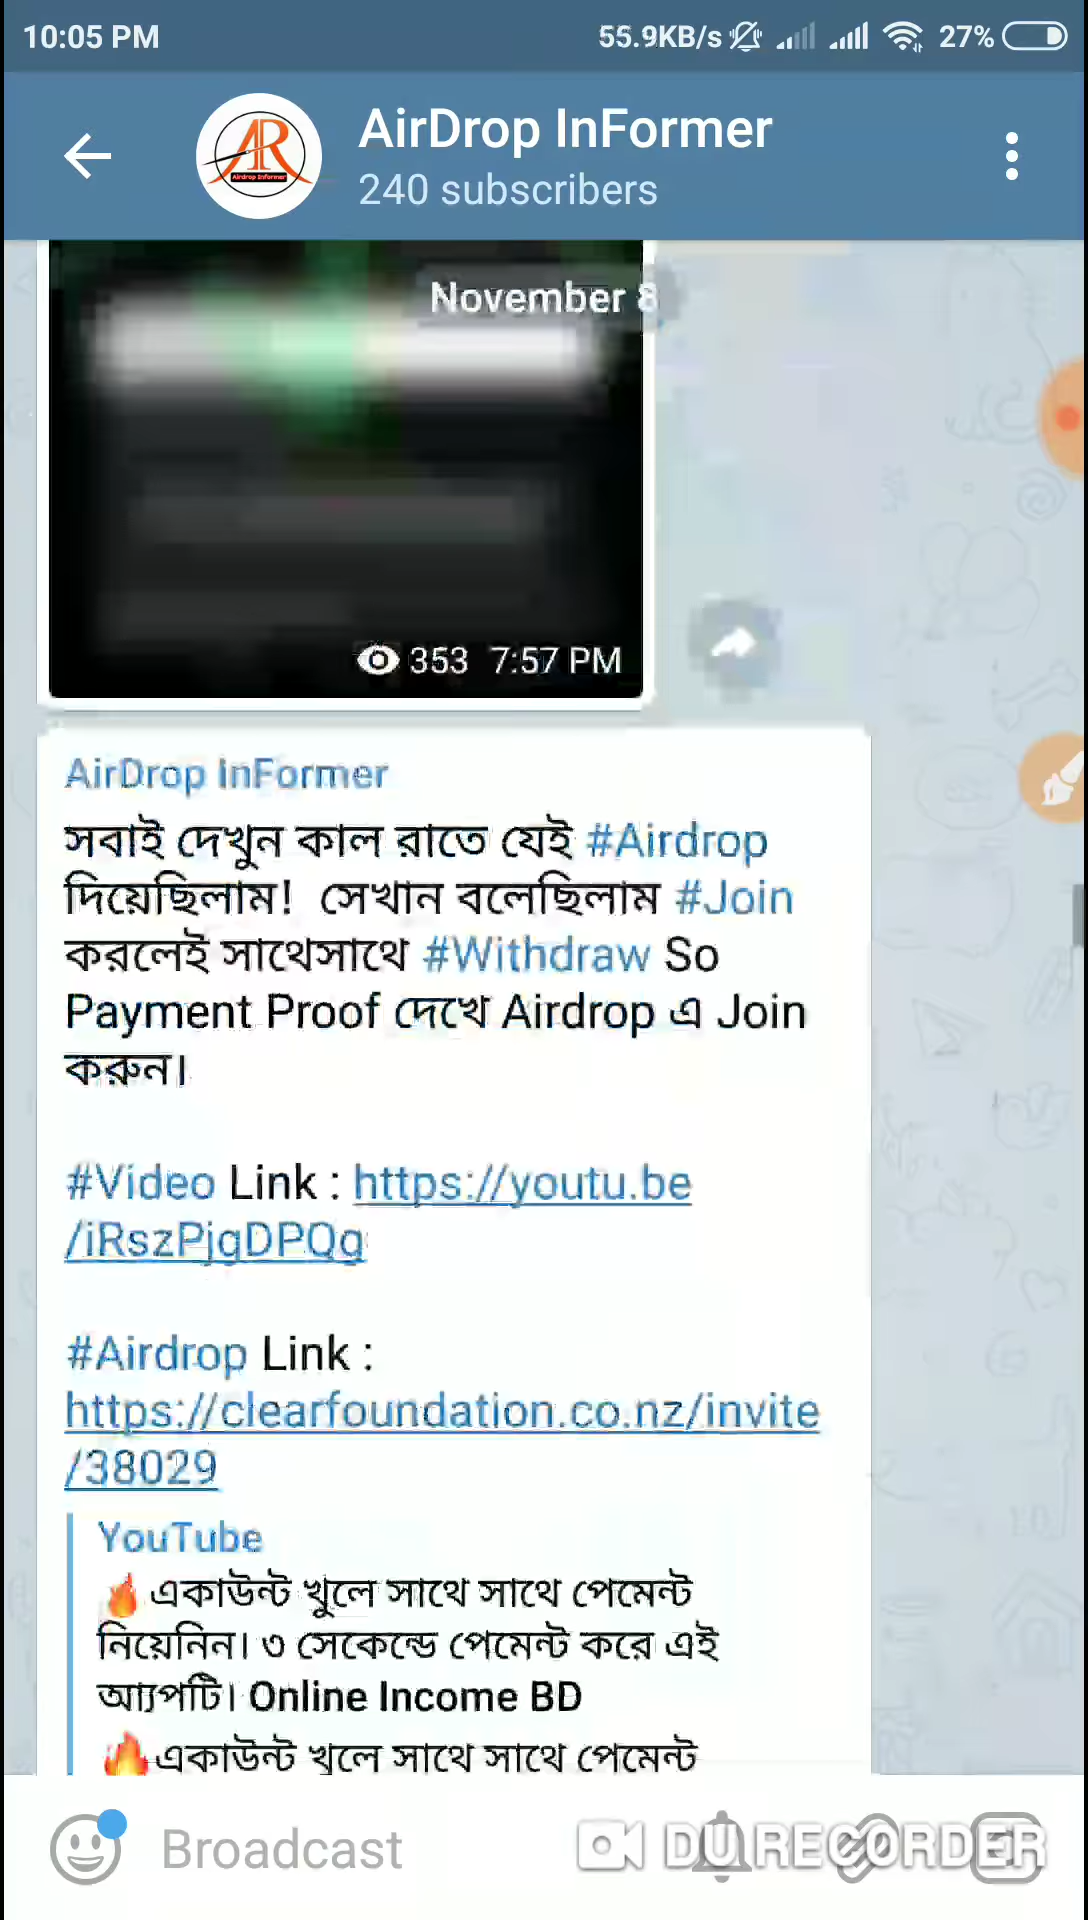 10:05 PM
55.9KB/s
27%
AirDrop InFormer
240 subscribers
AR
Airdrop Informer
November 8
353 7:57 PM
AirDrop InFormer
সবাই দেখুন কাল রাতে যেই #Airdrop
দিয়েছিলাম! সেখান বলেছিলাম #Join
করলেই সাথেসাথে #Withdraw So
Payment Proof দেখে Airdrop এ Join
করুন।
#Video Link : https://youtu.be
/iRszPjgDPQg
#Airdrop Link :
https://clearfoundation.co.nz/invite
/38029
YouTube
🔥একাউন্ট খুলে সাথে সাথে পেমেন্ট
নিয়েনিন। ৩ সেকেন্ডে পেমেন্ট করে এই
অ্যাপটি। Online Income BD
🔥একাউন্ট খুলে সাথে সাথে পেমেন্ট
Broadcast
DU RECORDER